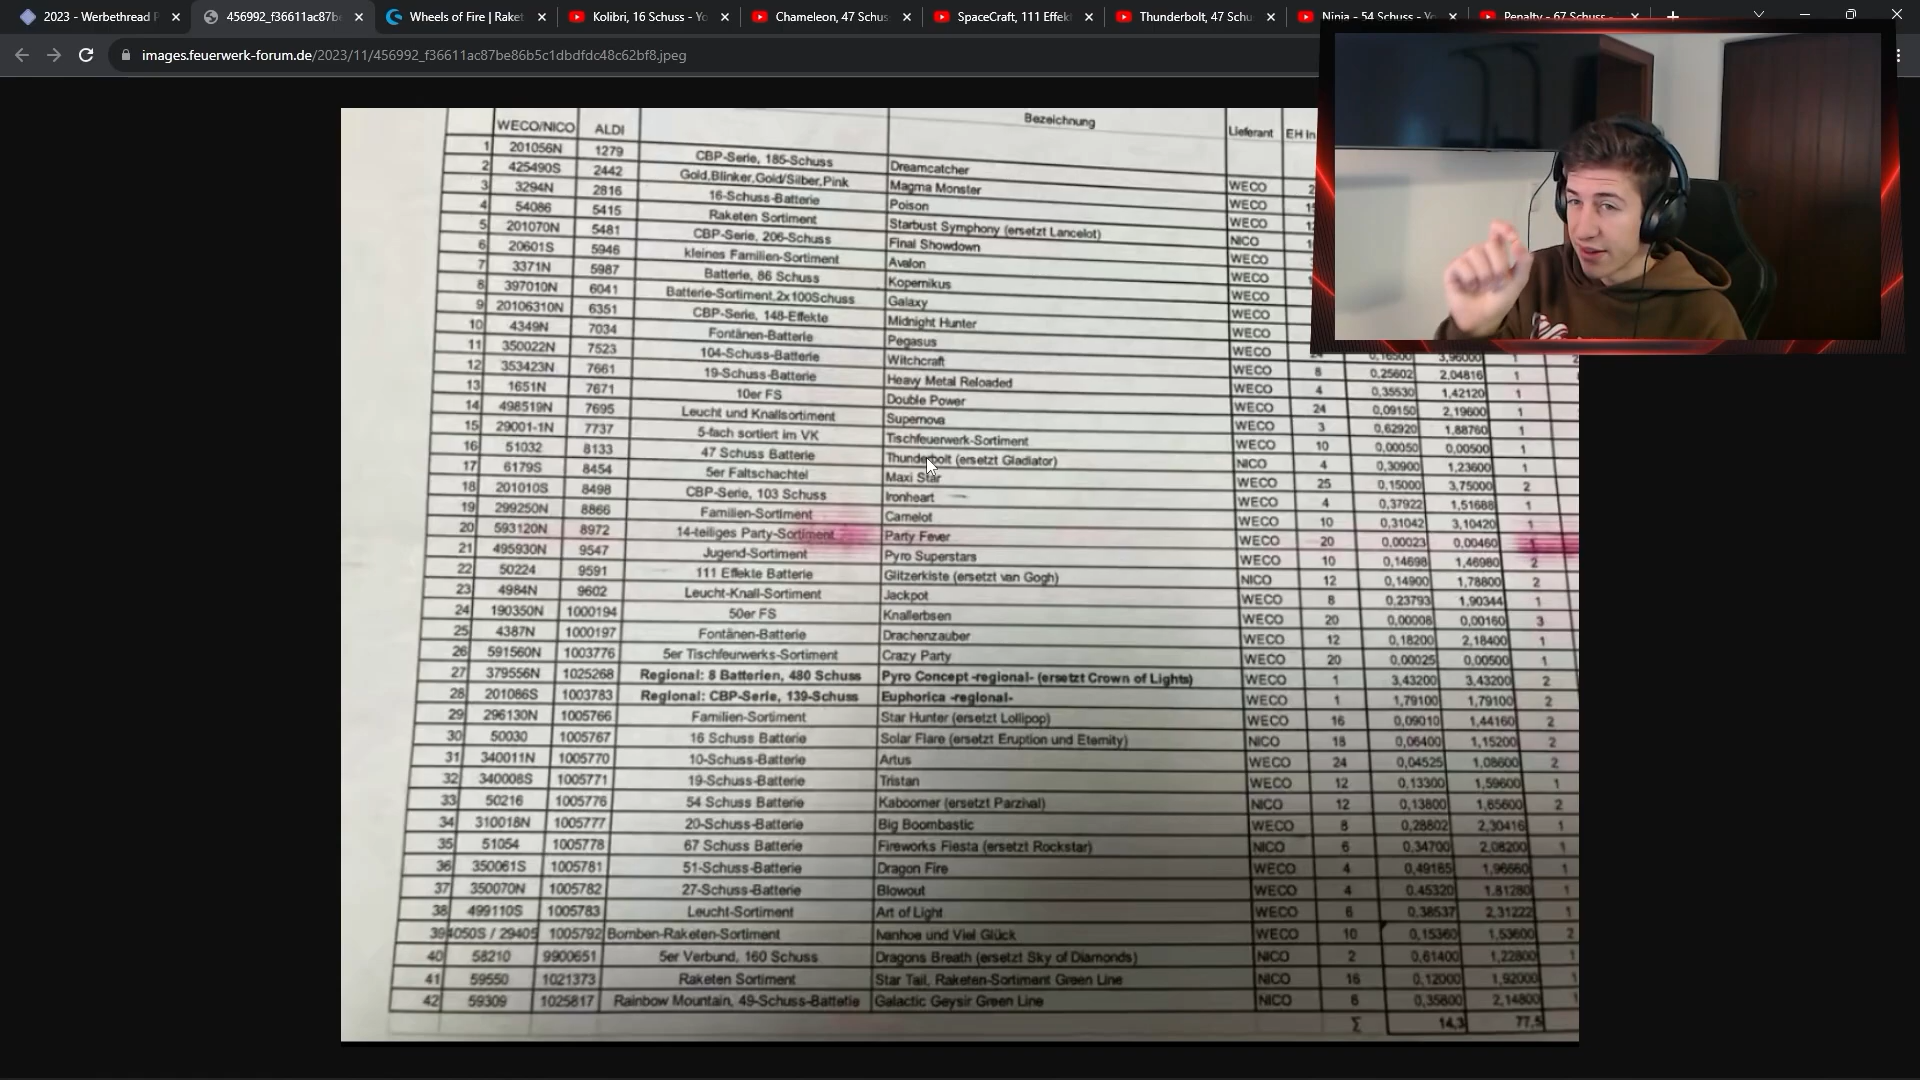 2023 - Werbethread
456992_f36611ac87b
Wheels of Fire | Raket
Kolibri, 16 Schuss - Yo
Chameleon, 47 Schus
SpaceCraft, 111 Effekt
Thunderbolt, 47 Schu
Ninja - 54 Schuss - Yo
Penalty - 67 Schuss -
images.feuerwerk-forum.de/2023/11/456992_f36611ac87be86b5c1dbdfdc48c62bf8.jpeg
WECO/NICO ALDI Bezeichnung Lieferant EH in
1 201056N 1279 CBP-Serie, 185-Schuss Dreamcatcher WECO
2 425490S 2442 Gold,Blinker,Gold/Silber,Pink Magma Monster WECO
3 3294N 2816 16-Schuss-Batterie Poison WECO
4 54086 5415 Raketen Sortiment Starbust Symphony (ersetzt Lancelot) NICO
5 201070N 5481 CBP-Serie, 206-Schuss Final Showdown WECO
6 20601S 5946 kleines Familien-Sortiment Avalon WECO
7 3371N 5987 Batterie, 86 Schuss Kopernikus WECO
8 397010N 6041 Batterie-Sortiment,2x100Schuss Galaxy WECO
9 20106310N 6351 CBP-Serie, 148-Effekte Midnight Hunter WECO
10 4349N 7034 Fontänen-Batterie Pegasus WECO 24 0,16500 3,96000 1
11 350022N 7523 104-Schuss-Batterie Witchcraft WECO 8 0,25602 2,04816 1
12 353423N 7661 19-Schuss-Batterie Heavy Metal Reloaded WECO 4 0,35530 1,42120 1
13 1651N 7671 10er FS Double Power WECO 24 0,09150 2,19600 1
14 498519N 7695 Leucht und Knallsortiment Supernova WECO 3 0,62920 1,88760 1
15 29001-1N 7737 5-fach sortiert im VK Tischfeuerwerk-Sortiment WECO 10 0,00050 0,00500 1
16 51032 8133 47 Schuss Batterie Thunderbolt (ersetzt Gladiator) NICO 4 0,30900 1,23600 1
17 6179S 8454 5er Faltschachtel Maxi Star WECO 25 0,15000 3,75000 2
18 201010S 8498 CBP-Serie, 103 Schuss Ironheart WECO 4 0,37922 1,51688 1
19 299250N 8866 Familien-Sortiment Camelot WECO 10 0,31042 3,10420 1
20 593120N 8972 14-teiliges Party-Sortiment Party Fever WECO 20 0,00023 0,00460
21 495930N 9547 Jugend-Sortiment Pyro Superstars WECO 10 0,14698 1,46980 2
22 50224 9591 111 Effekte Batterie Glitzerkiste (ersetzt van Gogh) NICO 12 0,14900 1,78800 2
23 4984N 9602 Leucht-Knall-Sortiment Jackpot WECO 8 0,23793 1,90344 1
24 190350N 1000194 50er FS Knallerbsen WECO 20 0,00008 0,00160 3
25 4387N 1000197 Fontänen-Batterie Drachenzauber WECO 12 0,18200 2,18400 1
26 591560N 1003776 5er Tischfeurwerks-Sortiment Crazy Party WECO 20 0,00025 0,00500 1
27 379556N 1025268 Regional: 8 Batterien, 480 Schuss Pyro Concept -regional- (ersetzt Crown of Lights) WECO 1 3,43200 3,43200 2
28 201086S 1003783 Regional: CBP-Serie, 139-Schuss Euphorica -regional- WECO 1 1,79100 1,79100 2
29 296130N 1005766 Familien-Sortiment Star Hunter (ersetzt Lollipop) WECO 16 0,09010 1,44160 2
30 50030 1005767 16 Schuss Batterie Solar Flare (ersetzt Eruption und Eternity) NICO 18 0,06400 1,15200 2
31 340011N 1005770 10-Schuss-Batterie Artus WECO 24 0,04525 1,08600 2
32 340008S 1005771 19-Schuss-Batterie Tristan WECO 12 0,13300 1,59600 1
33 50216 1005776 54 Schuss Batterie Kaboomer (ersetzt Parzival) NICO 12 0,13800 1,65600 2
34 310018N 1005777 20-Schuss-Batterie Big Boombastic WECO 8 0,28802 2,30416 1
35 51054 1005778 67 Schuss Batterie Fireworks Fiesta (ersetzt Rockstar) NICO 6 0,34700 2,08200 1
36 350061S 1005781 51-Schuss-Batterie Dragon Fire WECO 4 0,49165 1,96660 1
37 350070N 1005782 27-Schuss-Batterie Blowout WECO 4 0,45320 1,81280 1
38 499110S 1005783 Leucht-Sortiment Art of Light WECO 6 0,38537 2,31222 1
39 4050S / 29405 1005792 Bomben-Raketen-Sortiment Ivanhoe und Viel Glück WECO 10 0,15360 1,53600 2
40 58210 9900651 5er Verbund, 160 Schuss Dragons Breath (ersetzt Sky of Diamonds) NICO 2 0,61400 1,22800 1
41 59550 1021373 Raketen Sortiment Star Tail, Raketen-Sortiment Green Line NICO 16 0,12000 1,92000 1
42 59309 1025817 Rainbow Mountain, 49-Schuss-Battetie Galactic Geysir Green Line NICO 6 0,35800 2,14800 1
Σ 14,3 77,5